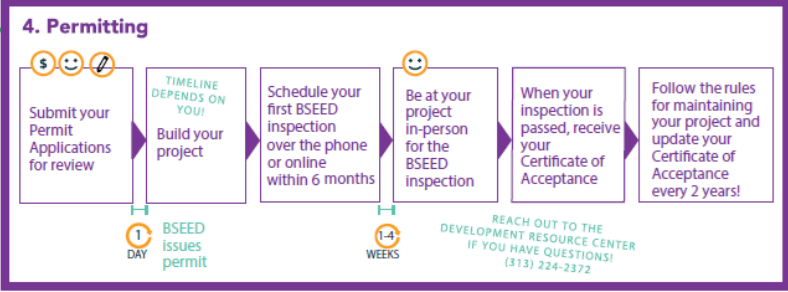 4. Permitting
$
Submit your
Permit
Applications
for review
TIMELINE
DEPENDS ON
YOU!
Build your
project
Schedule your
first BSEED
inspection
over the phone
or online
within 6 months
Be at your
project
in-person
for the
BSEED
inspection
When your
inspection is
passed, receive
your
Certificate of
Acceptance
Follow the rules
for maintaining
your project and
update your
Certificate of
Acceptance
every 2 years!
1
DAY
BSEED
issues
permit
1-4
WEEKS
REACH OUT TO THE
DEVELOPMENT RESOURCE CENTER
IF YOU HAVE QUESTIONS!
(313) 224-2372